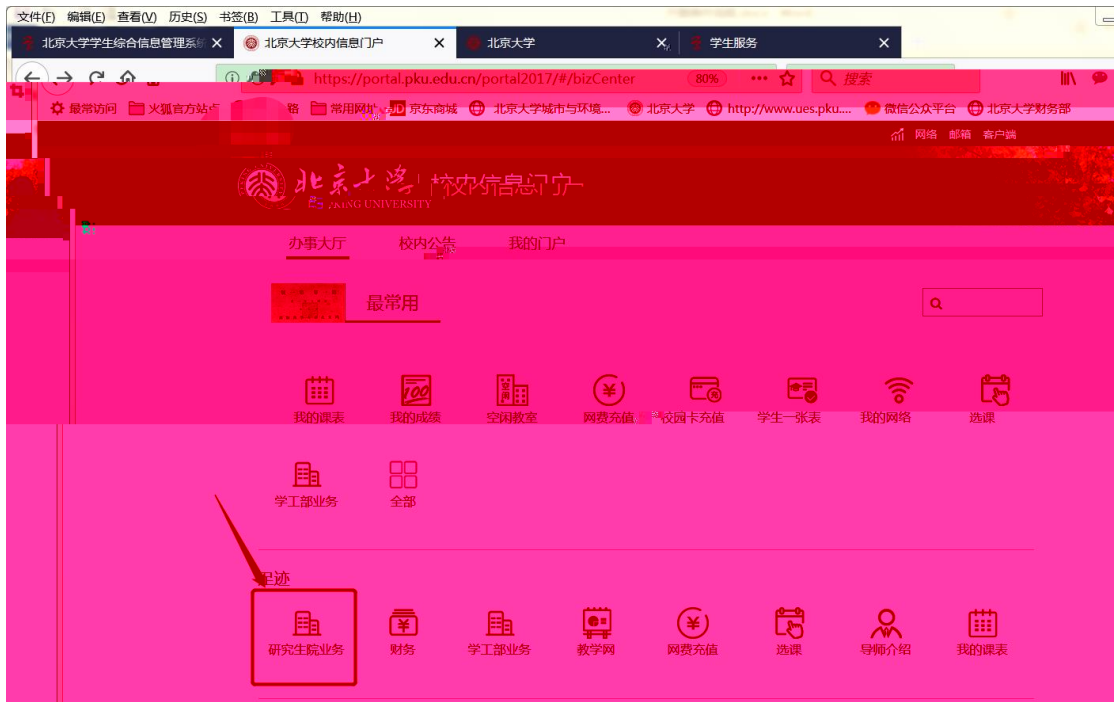 文件(F) 编辑(E) 查看(V) 历史(S) 书签(B) 工具(T) 帮助(H)
北京大学学生综合信息管理系统 北京大学校内信息门户 北京大学 学生服务
https://portal.pku.edu.cn/portal2017/#/bizCenter 80% 搜索
最常访问 火狐官方站点 常用网址 JD 京东商城 北京大学城市与环境... 北京大学 http://www.ues.pku.... 微信公众平台 北京大学财务部
网络 邮箱 客户端
北京大学 校内信息门户
PEKING UNIVERSITY
办事大厅 校内公告 我的门户
最常用
我的课表 我的成绩 空闲教室 网费充值 校园卡充值 学生一张表 我的网络 选课
学工部业务 全部
足迹
研究生院业务 财务 学工部业务 教学网 网费充值 选课 导师介绍 我的课表